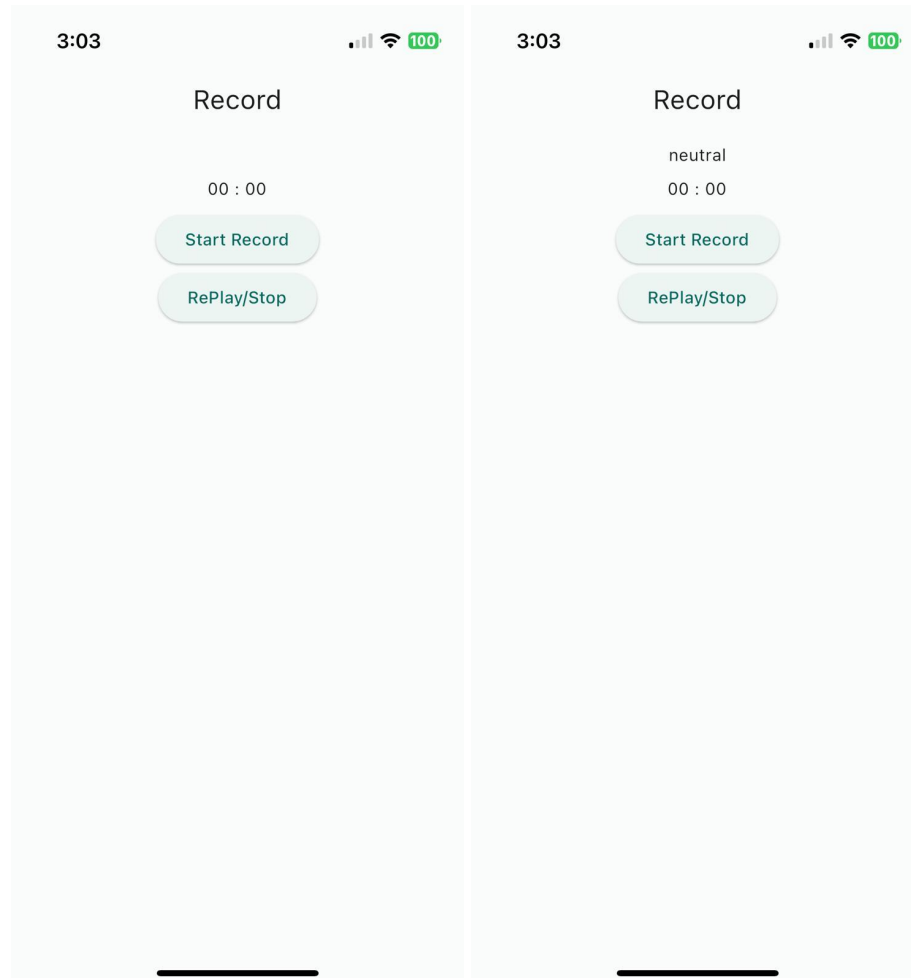 3:03
100
Record
00 : 00
Start Record
RePlay/Stop
3:03
100
Record
neutral
00 : 00
Start Record
RePlay/Stop